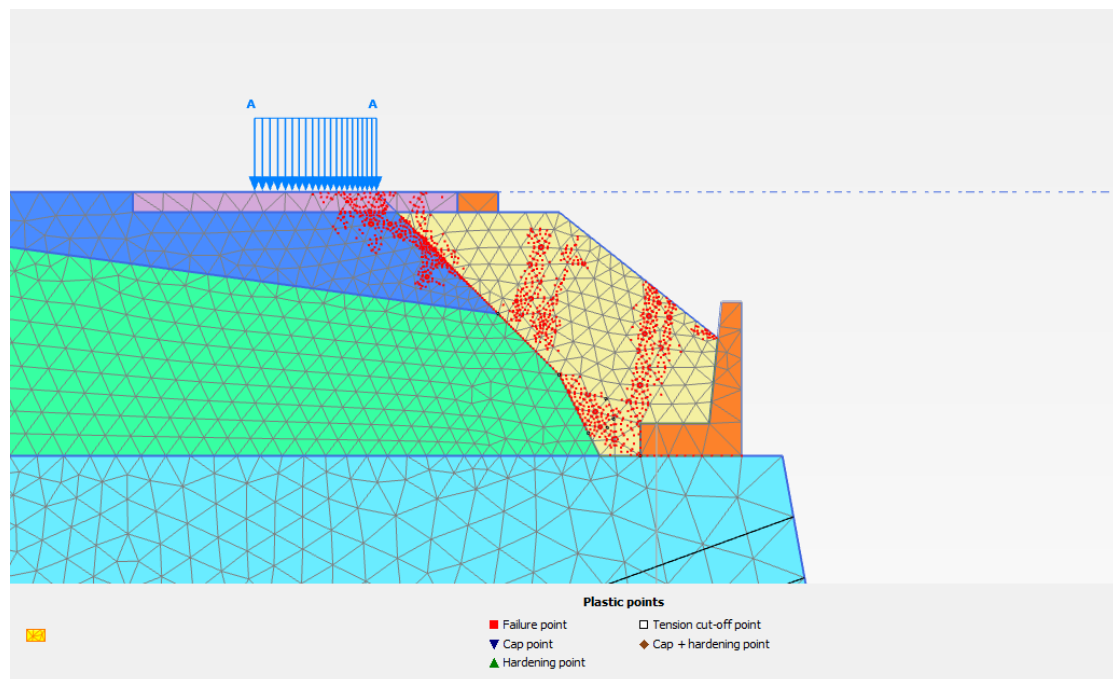 A A
Plastic points
Failure point Tension cut-off point
Cap point Cap + hardening point
Hardening point